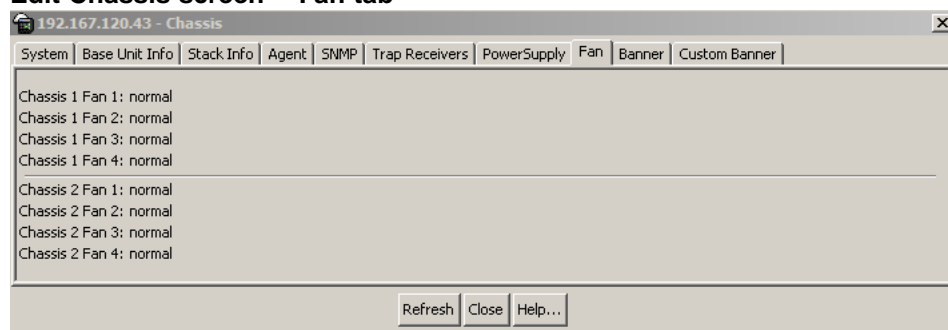 Edit Chassis screen -- Fan tab
192.167.120.43 - Chassis
System Base Unit Info Stack Info Agent SNMP Trap Receivers PowerSupply Fan Banner Custom Banner
Chassis 1 Fan 1: normal
Chassis 1 Fan 2: normal
Chassis 1 Fan 3: normal
Chassis 1 Fan 4: normal
Chassis 2 Fan 1: normal
Chassis 2 Fan 2: normal
Chassis 2 Fan 3: normal
Chassis 2 Fan 4: normal
Refresh Close Help...